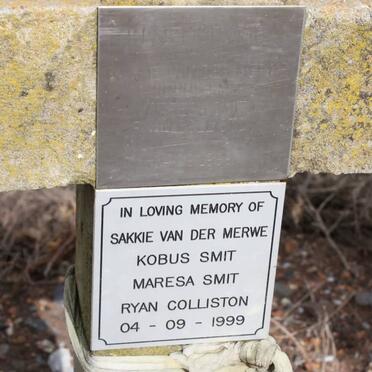 IN LOVING MEMORY OF
SAKKIE VAN DER MERWE
KOBUS SMIT
MARESA SMIT
RYAN COLLISTON
04 - 09 - 1999